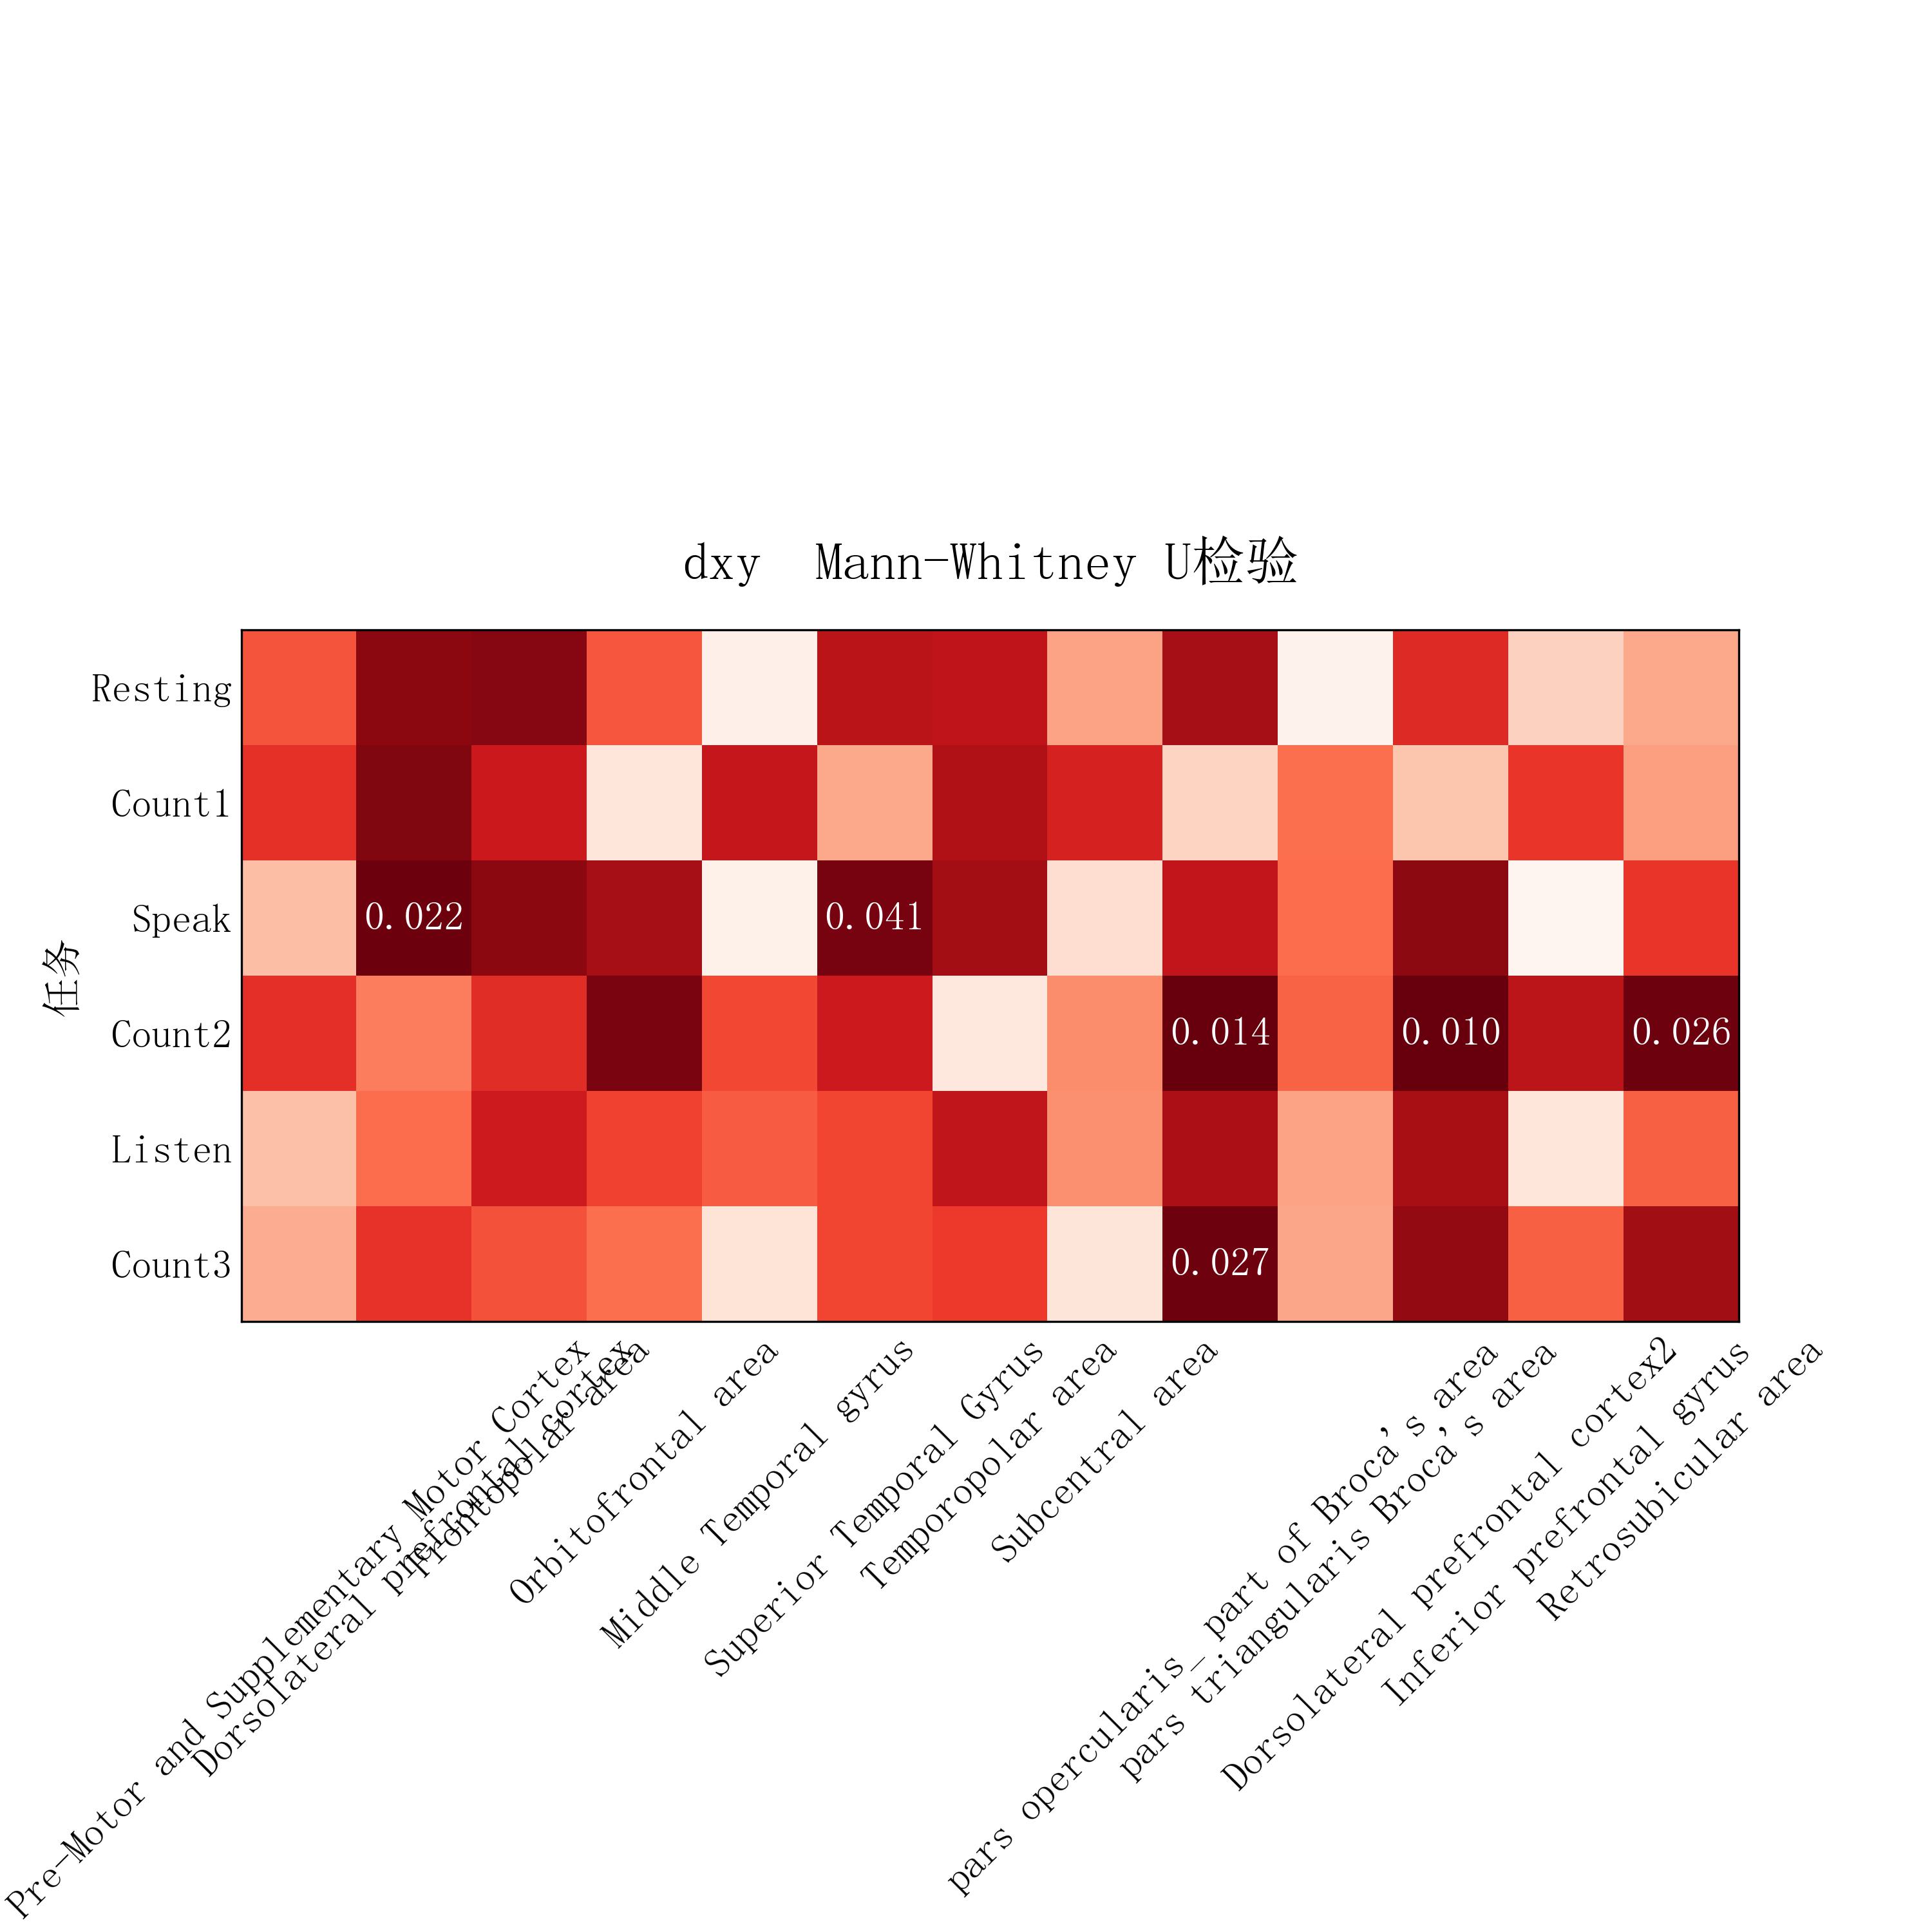 dxy  Mann-Whitney U检验
任务
Resting
Count1
Speak
0.022
0.041
Count2
0.014
0.010
0.026
Listen
Count3
0.027
Pre-Motor and Supplementary Motor Cortex
Dorsolateral prefrontal cortex
Frontopolar area
Orbitofrontal area
Middle Temporal gyrus
Superior Temporal Gyrus
Temporopolar area
Subcentral area
pars opercularis_ part of Broca's area
pars triangularis Broca's area
Dorsolateral prefrontal cortex2
Inferior prefrontal gyrus
Retrosubicular area